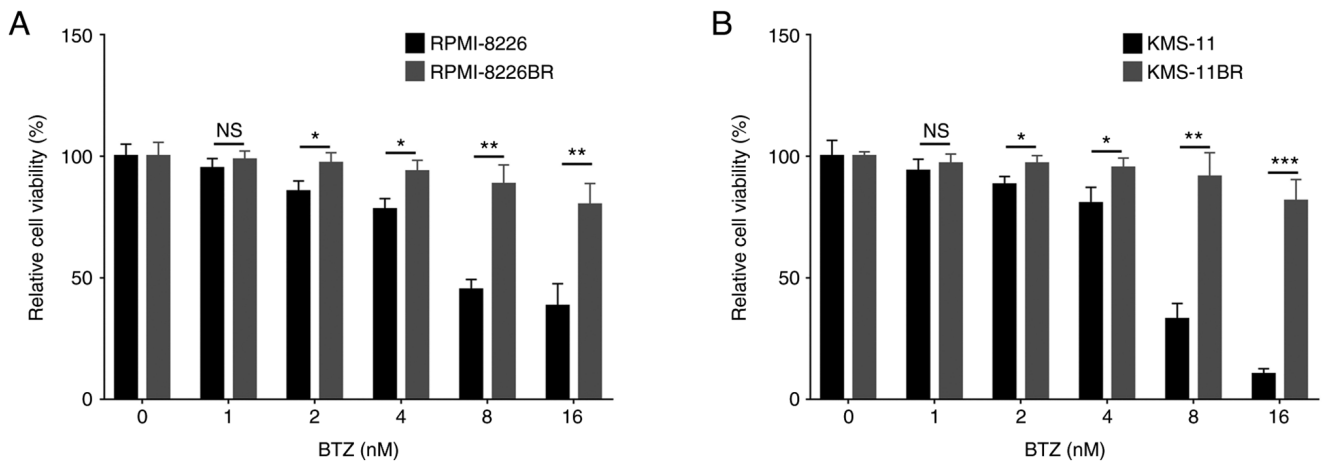 A
RPMI-8226
RPMI-8226BR
Relative cell viability (%)
150
100
50
0
NS
*
*
**
**
0 1 2 4 8 16
BTZ (nM)
B
KMS-11
KMS-11BR
Relative cell viability (%)
150
100
50
0
NS
*
*
**
***
0 1 2 4 8 16
BTZ (nM)